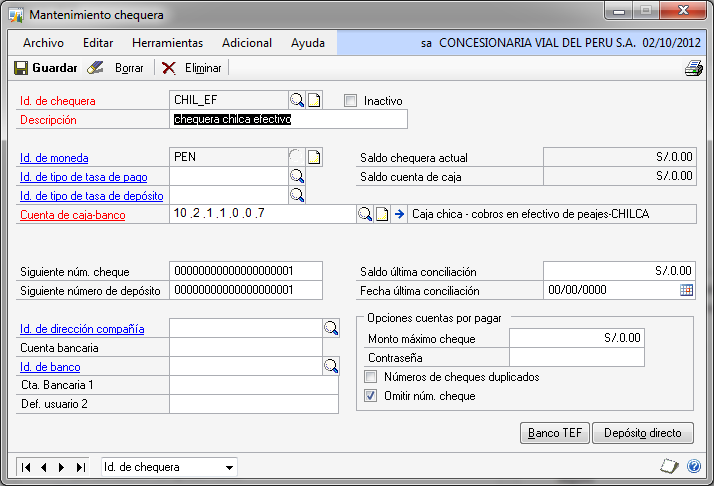 Mantenimiento chequera
Archivo Editar Herramientas Adicional Ayuda sa CONCESIONARIA VIAL DEL PERU S.A. 02/10/2012
Guardar Borrar Eliminar
Id. de chequera CHIL_EF Inactivo
Descripción chequera chilca efectivo
Id. de moneda PEN Saldo chequera actual S/.0.00
Id. de tipo de tasa de pago Saldo cuenta de caja S/.0.00
Id. de tipo de tasa de depósito
Cuenta de caja-banco 10 .2 .1 .1 .0 .0 .7 Caja chica - cobros en efectivo de peajes-CHILCA
Siguiente núm. cheque 00000000000000000001 Saldo última conciliación S/.0.00
Siguiente número de depósito 00000000000000000001 Fecha última conciliación 00/00/0000
Opciones cuentas por pagar
Id. de dirección compañía Monto máximo cheque S/.0.00
Cuenta bancaria Contraseña
Id. de banco Números de cheques duplicados
Cta. Bancaria 1 Omitir núm. cheque
Def. usuario 2
Banco TEF Depósito directo
Id. de chequera